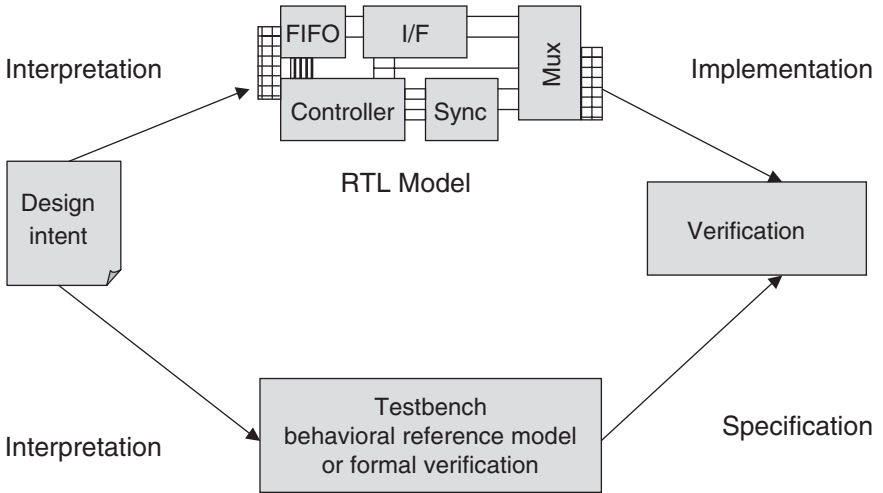 FIFO
I/F
Mux
Interpretation
Implementation
Controller
Sync
RTL Model
Design
intent
Verification
Testbench
behavioral reference model
or formal verification
Interpretation
Specification